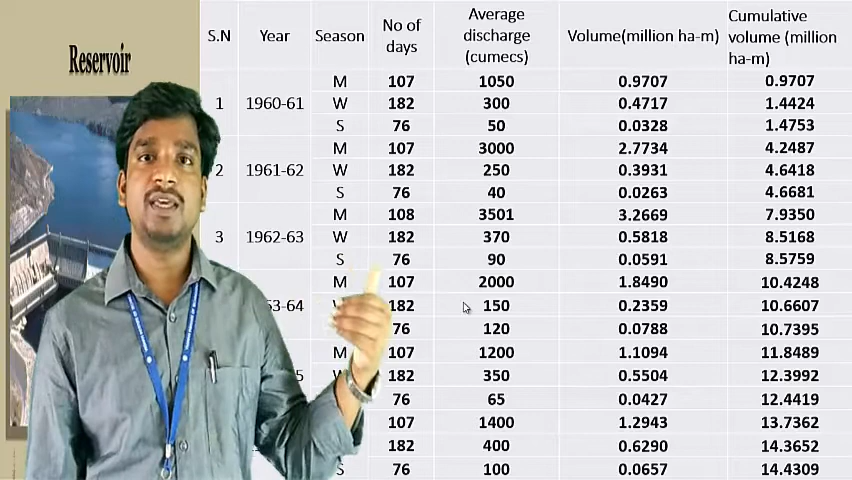 Reservoir
S.N Year Season No of days Average discharge (cumecs) Volume(million ha-m) Cumulative volume (million ha-m)
M 107 1050 0.9707 0.9707
1 1960-61 W 182 300 0.4717 1.4424
S 76 50 0.0328 1.4753
M 107 3000 2.7734 4.2487
2 1961-62 W 182 250 0.3931 4.6418
S 76 40 0.0263 4.6681
M 108 3501 3.2669 7.9350
3 1962-63 W 182 370 0.5818 8.5168
S 76 90 0.0591 8.5759
M 107 2000 1.8490 10.4248
53-64 182 150 0.2359 10.6607
76 120 0.0788 10.7395
M 107 1200 1.1094 11.8489
182 350 0.5504 12.3992
76 65 0.0427 12.4419
107 1400 1.2943 13.7362
182 400 0.6290 14.3652
S 76 100 0.0657 14.4309